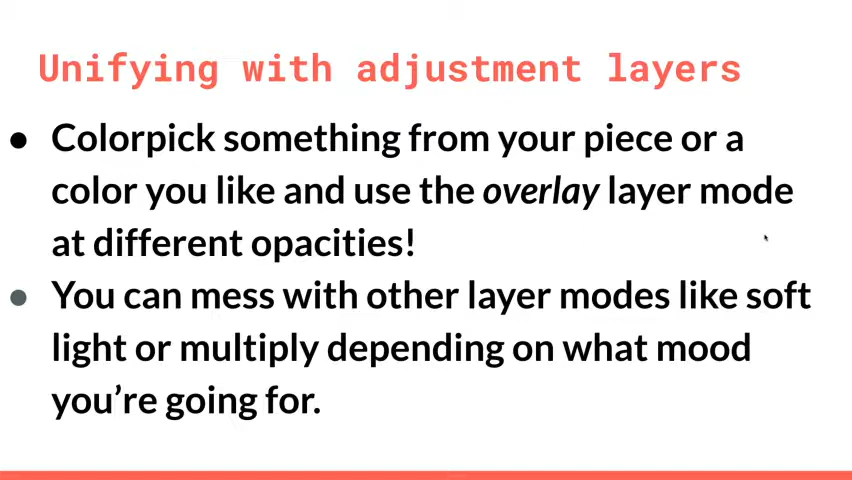 Unifying with adjustment layers
● Colorpick something from your piece or a
color you like and use the overlay layer mode
at different opacities!
● You can mess with other layer modes like soft
light or multiply depending on what mood
you’re going for.